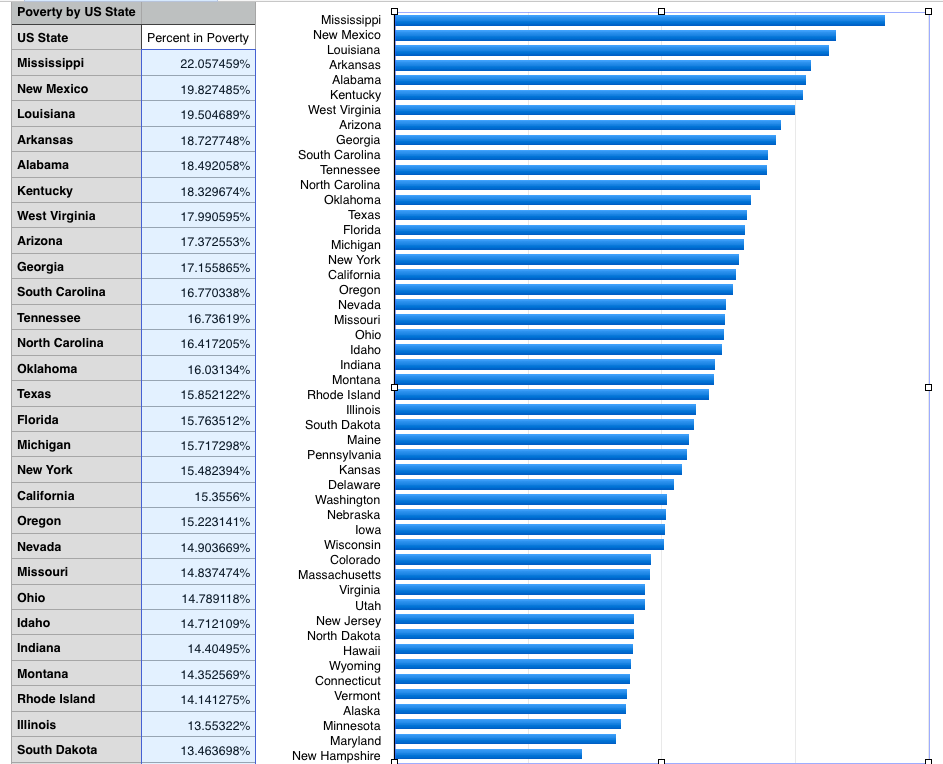 Poverty by US State
US State Percent in Poverty
Mississippi 22.057459%
New Mexico 19.827485%
Louisiana 19.504689%
Arkansas 18.727748%
Alabama 18.492058%
Kentucky 18.329674%
West Virginia 17.990595%
Arizona 17.372553%
Georgia 17.155865%
South Carolina 16.770338%
Tennessee 16.73619%
North Carolina 16.417205%
Oklahoma 16.03134%
Texas 15.852122%
Florida 15.763512%
Michigan 15.717298%
New York 15.482394%
California 15.3556%
Oregon 15.223141%
Nevada 14.903669%
Missouri 14.837474%
Ohio 14.789118%
Idaho 14.712109%
Indiana 14.40495%
Montana 14.352569%
Rhode Island 14.141275%
Illinois 13.55322%
South Dakota 13.463698%
Mississippi
New Mexico
Louisiana
Arkansas
Alabama
Kentucky
West Virginia
Arizona
Georgia
South Carolina
Tennessee
North Carolina
Oklahoma
Texas
Florida
Michigan
New York
California
Oregon
Nevada
Missouri
Ohio
Idaho
Indiana
Montana
Rhode Island
Illinois
South Dakota
Maine
Pennsylvania
Kansas
Delaware
Washington
Nebraska
Iowa
Wisconsin
Colorado
Massachusetts
Virginia
Utah
New Jersey
North Dakota
Hawaii
Wyoming
Connecticut
Vermont
Alaska
Minnesota
Maryland
New Hampshire